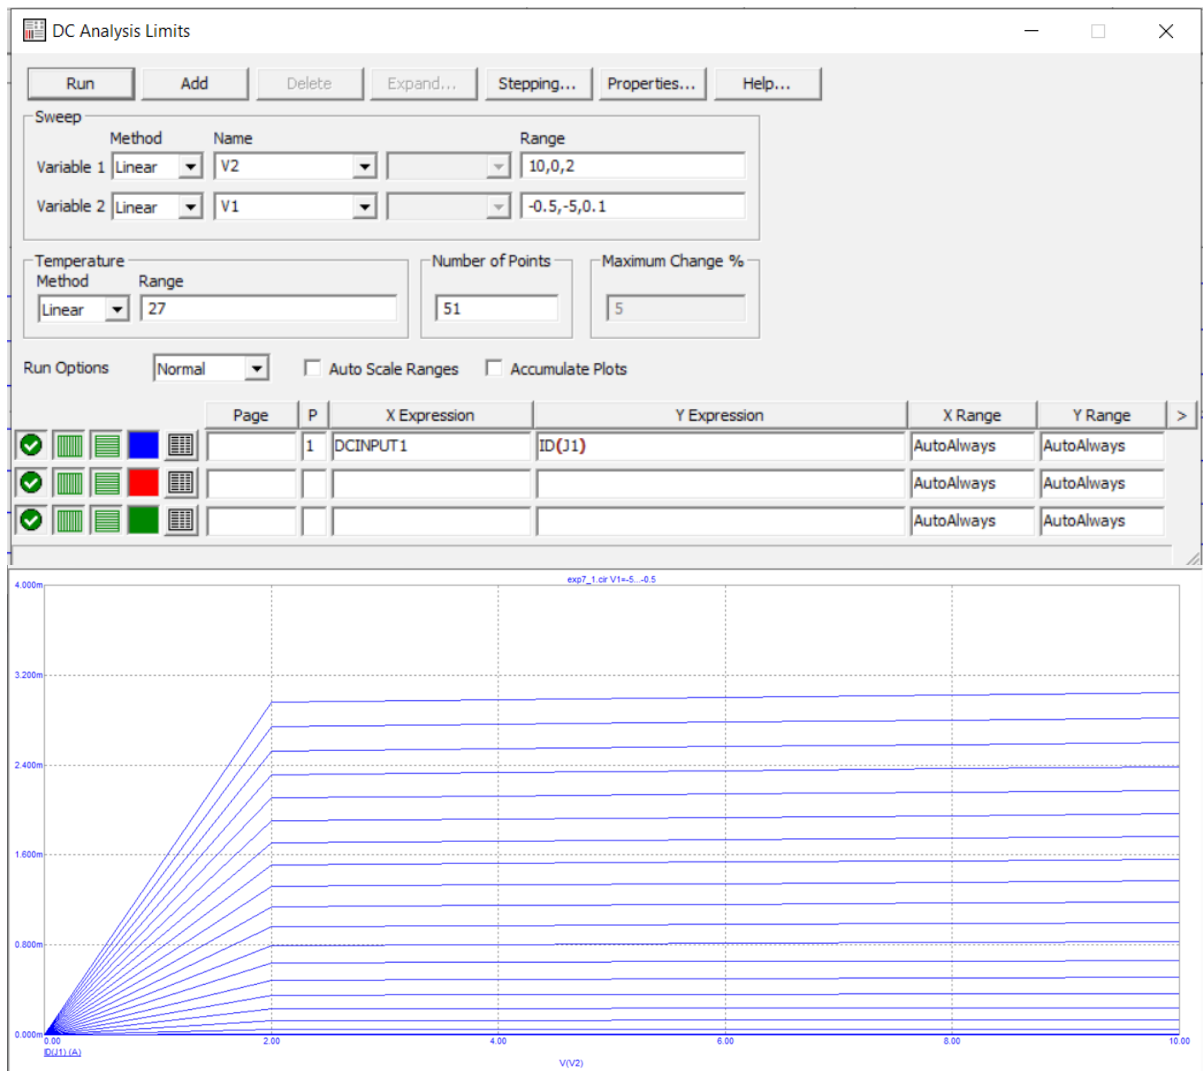 DC Analysis Limits
Run Add Delete Expand... Stepping... Properties... Help...
Sweep
Method Name Range
Variable 1 Linear V2 10,0,2
Variable 2 Linear V1 -0.5,-5,0.1
Temperature Number of Points Maximum Change %
Method Range
Linear 27 51 5
Run Options Normal Auto Scale Ranges Accumulate Plots
Page P X Expression Y Expression X Range Y Range >
1 DCINPUT1 ID(J1) AutoAlways AutoAlways
AutoAlways AutoAlways
AutoAlways AutoAlways
exp7_1.cir V1=-5...-0.5
4.000m
3.200m
2.400m
1.600m
0.800m
0.000m
0.00 2.00 4.00 6.00 8.00 10.00
ID(J1) (A)
V(V2)